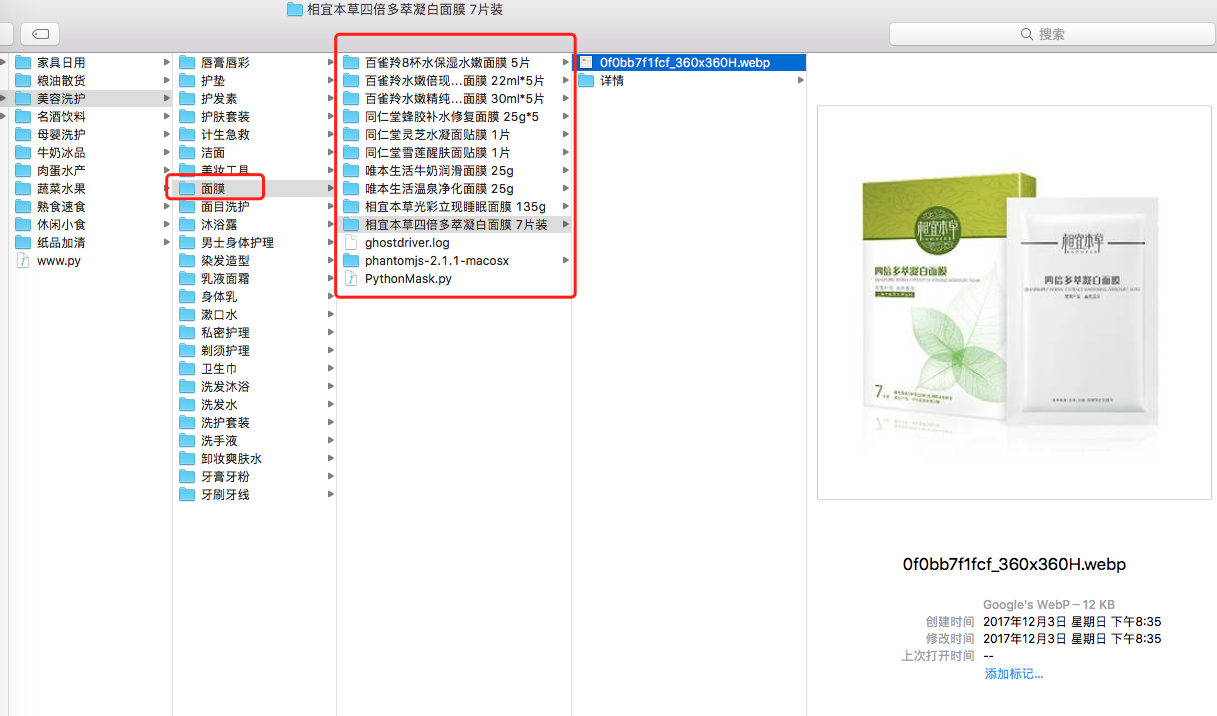 相宜本草四倍多萃凝白面膜 7片装
搜索
家具日用
粮油散货
美容洗护
名酒饮料
母婴洗护
牛奶冰品
肉蛋水产
蔬菜水果
熟食速食
休闲小食
纸品加清
www.py
唇膏唇彩
护垫
护发素
护肤套装
计生急救
洁面
美妆工具
面膜
面目洗护
沐浴露
男士身体护理
染发造型
乳液面霜
身体乳
漱口水
私密护理
剃须护理
卫生巾
洗发沐浴
洗发水
洗护套装
洗手液
卸妆爽肤水
牙膏牙粉
牙刷牙线
百雀羚8杯水保湿水嫩面膜 5片
百雀羚水嫩倍现...面膜 22ml*5片
百雀羚水嫩精纯...面膜 30ml*5片
同仁堂蜂胶补水修复面膜 25g*5
同仁堂灵芝水凝面贴膜 1片
同仁堂雪莲醒肤面贴膜 1片
唯本生活牛奶润滑面膜 25g
唯本生活温泉净化面膜 25g
相宜本草光彩立现睡眠面膜 135g
相宜本草四倍多萃凝白面膜 7片装
ghostdriver.log
phantomjs-2.1.1-macosx
PythonMask.py
0f0bb7f1fcf_360x360H.webp
详情
相宜本草
四倍多萃凝白面膜
7
相宜本草
四倍多萃凝白面膜
0f0bb7f1fcf_360x360H.webp
Google's WebP – 12 KB
创建时间 2017年12月3日 星期日 下午8:35
修改时间 2017年12月3日 星期日 下午8:35
上次打开时间 --
添加标记...